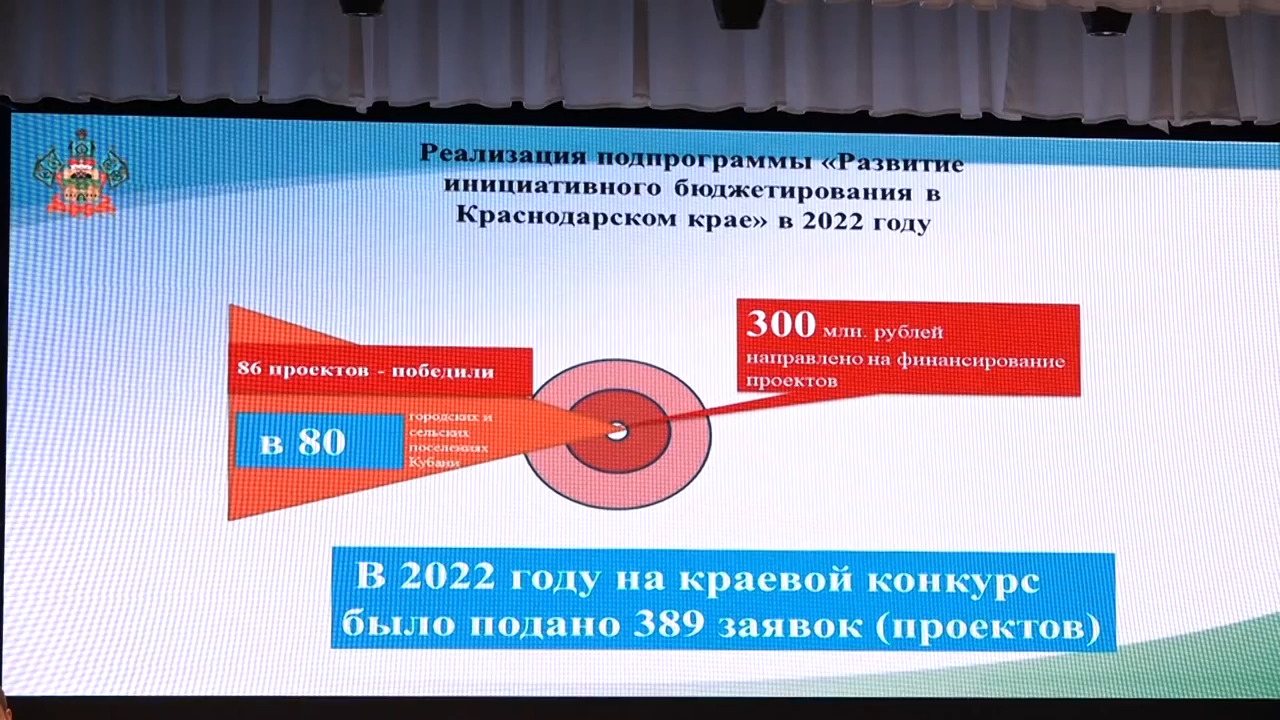 Реализация подпрограммы «Развитие
инициативного бюджетирования в
Краснодарском крае» в 2022 году
300 млн. рублей
направлено на финансирование
проектов
86 проектов - победили
в 80
городских и
сельских
поселениях
Кубани
В 2022 году на краевой конкурс
было подано 389 заявок (проектов)